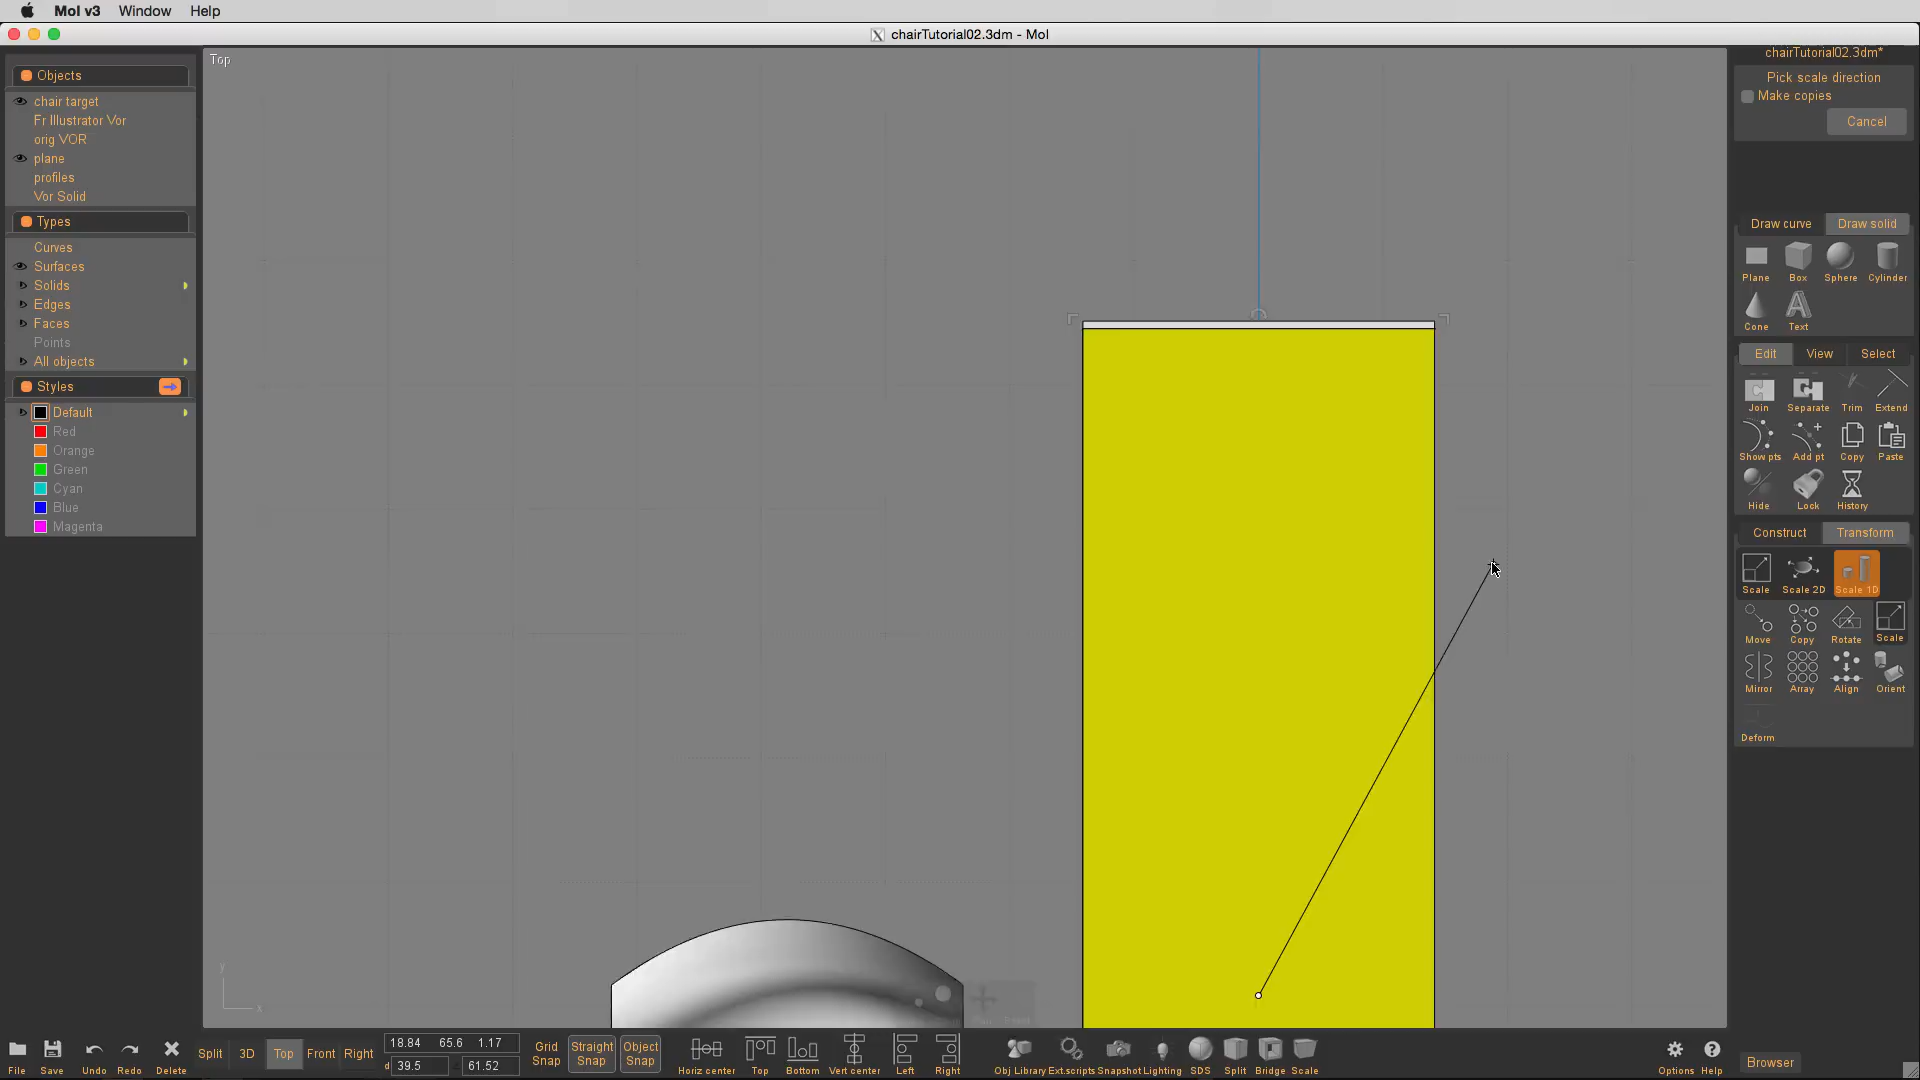 MoI v3 Window Help
chairTutorial02.3dm - MoI
Top
Objects
chair target
Fr Illustrator Vor
orig VOR
plane
profiles
Vor Solid
Types
Curves
Surfaces
Solids
Edges
Faces
Points
All objects
Styles
Default
Red
Orange
Green
Cyan
Blue
Magenta
chairTutorial02.3dm*
Pick scale direction
Make copies
Cancel
Draw curve Draw solid
Plane Box Sphere Cylinder
Cone Text
Edit View Select
Join Separate Trim Extend
Show pts Add pt Copy Paste
Hide Lock History
Construct Transform
Scale Scale 2D Scale 1D
Move Copy Rotate Scale
Mirror Array Align Orient
Deform
y
x
File Save Undo Redo Delete
Split 3D Top Front Right
18.84 65.6 1.17
d 39.5 61.52
Grid Snap
Straight Snap
Object Snap
Horiz center Top Bottom Vert center Left Right
Obj Library Ext.scripts Snapshot Lighting SDS Split Bridge Scale
Browser
Options Help